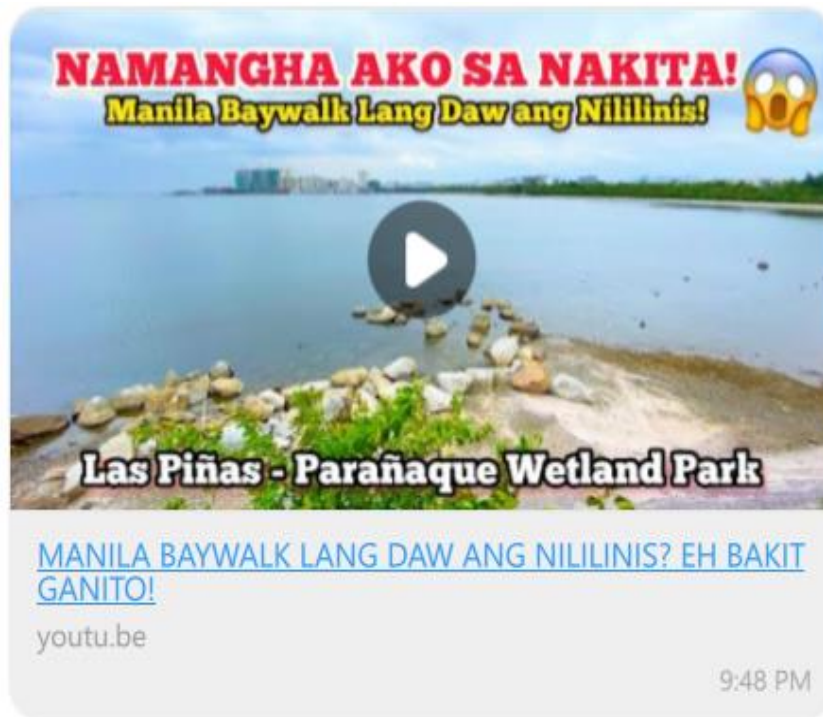 NAMANGHA AKO SA NAKITA!
Manila Baywalk Lang Daw ang Nililinis!
Las Piñas - Parañaque Wetland Park
MANILA BAYWALK LANG DAW ANG NILILINIS? EH BAKIT
GANITO!
youtu.be
9:48 PM